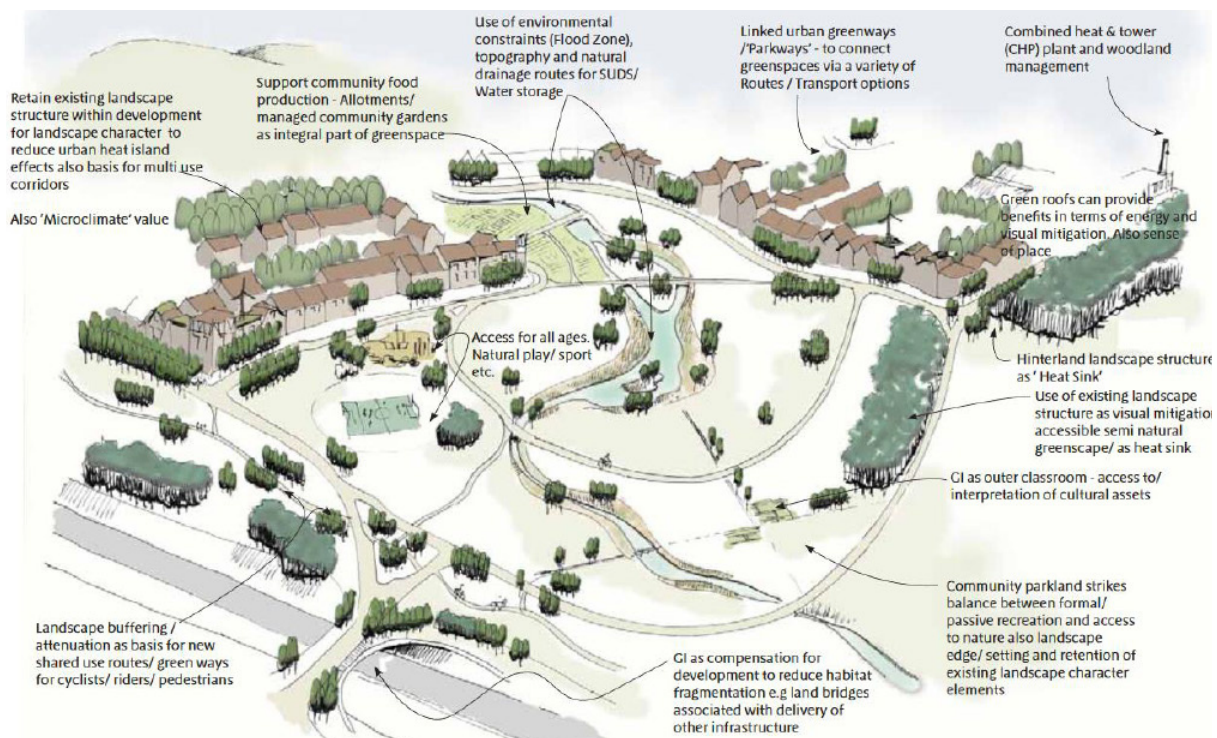 Use of environmental
constraints (Flood Zone),
topography and natural
drainage routes for SUDS/
Water storage
Linked urban greenways
/'Parkways' - to connect
greenspaces via a variety of
Routes / Transport options
Combined heat & tower
(CHP) plant and woodland
management
Support community food
production - Allotments/
managed community gardens
as integral part of greenspace
Retain existing landscape
structure within development
for landscape character to
reduce urban heat island
effects also basis for multi use
corridors
Also 'Microclimate' value
Green roofs can provide
benefits in terms of energy and
visual mitigation. Also sense
of place
Access for all ages.
Natural play/ sport
etc.
Hinterland landscape structure
as ' Heat Sink'
Use of existing landscape
structure as visual mitigation
accessible semi natural
greenscape/ as heat sink
GI as outer classroom - access to/
interpretation of cultural assets
Community parkland strikes
balance between formal/
passive recreation and access
to nature also landscape
edge/ setting and retention of
existing landscape character
elements
Landscape buffering /
attenuation as basis for new
shared use routes/ green ways
for cyclists/ riders/ pedestrians
GI as compensation for
development to reduce habitat
fragmentation e.g land bridges
associated with delivery of
other infrastructure